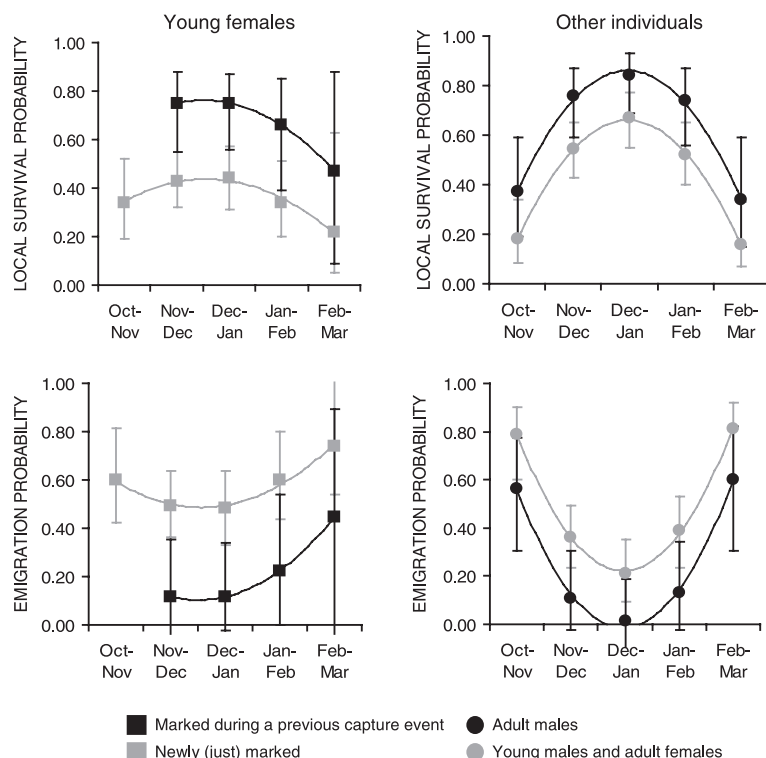 Young females
Other individuals
LOCAL SURVIVAL PROBABILITY
1.00
0.80
0.60
0.40
0.20
0.00
Oct-
Nov
Nov-
Dec
Dec-
Jan
Jan-
Feb
Feb-
Mar
LOCAL SURVIVAL PROBABILITY
1.00
0.80
0.60
0.40
0.20
0.00
Oct-
Nov
Nov-
Dec
Dec-
Jan
Jan-
Feb
Feb-
Mar
EMIGRATION PROBABILITY
1.00
0.80
0.60
0.40
0.20
0.00
Oct-
Nov
Nov-
Dec
Dec-
Jan
Jan-
Feb
Feb-
Mar
EMIGRATION PROBABILITY
1.00
0.80
0.60
0.40
0.20
0.00
Oct-
Nov
Nov-
Dec
Dec-
Jan
Jan-
Feb
Feb-
Mar
Marked during a previous capture event
Newly (just) marked
Adult males
Young males and adult females